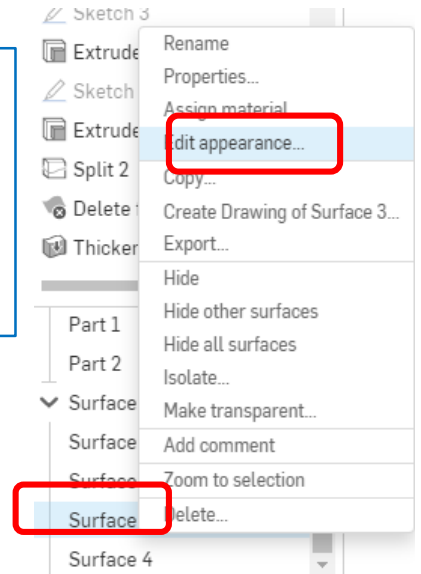 Sketch 3
Extrude
Sketch
Extrude
Split 2
Delete
Thicken
Part 1
Part 2
Surface
Surface
Surface
Surface
Surface 4
Rename
Properties...
Assign material...
Edit appearance...
Copy...
Create Drawing of Surface 3...
Export...
Hide
Hide other surfaces
Hide all surfaces
Isolate...
Make transparent...
Add comment
Zoom to selection
Delete...